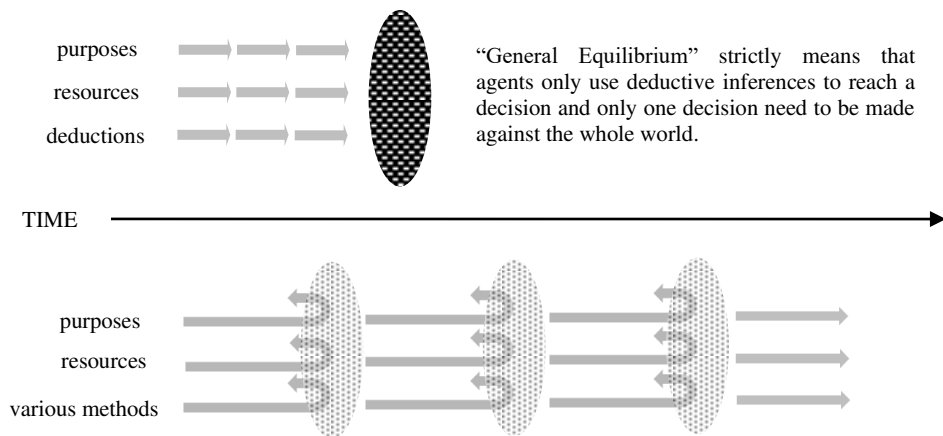 purposes
resources
deductions
“General Equilibrium” strictly means that
agents only use deductive inferences to reach a
decision and only one decision need to be made
against the whole world.
TIME
purposes
resources
various methods